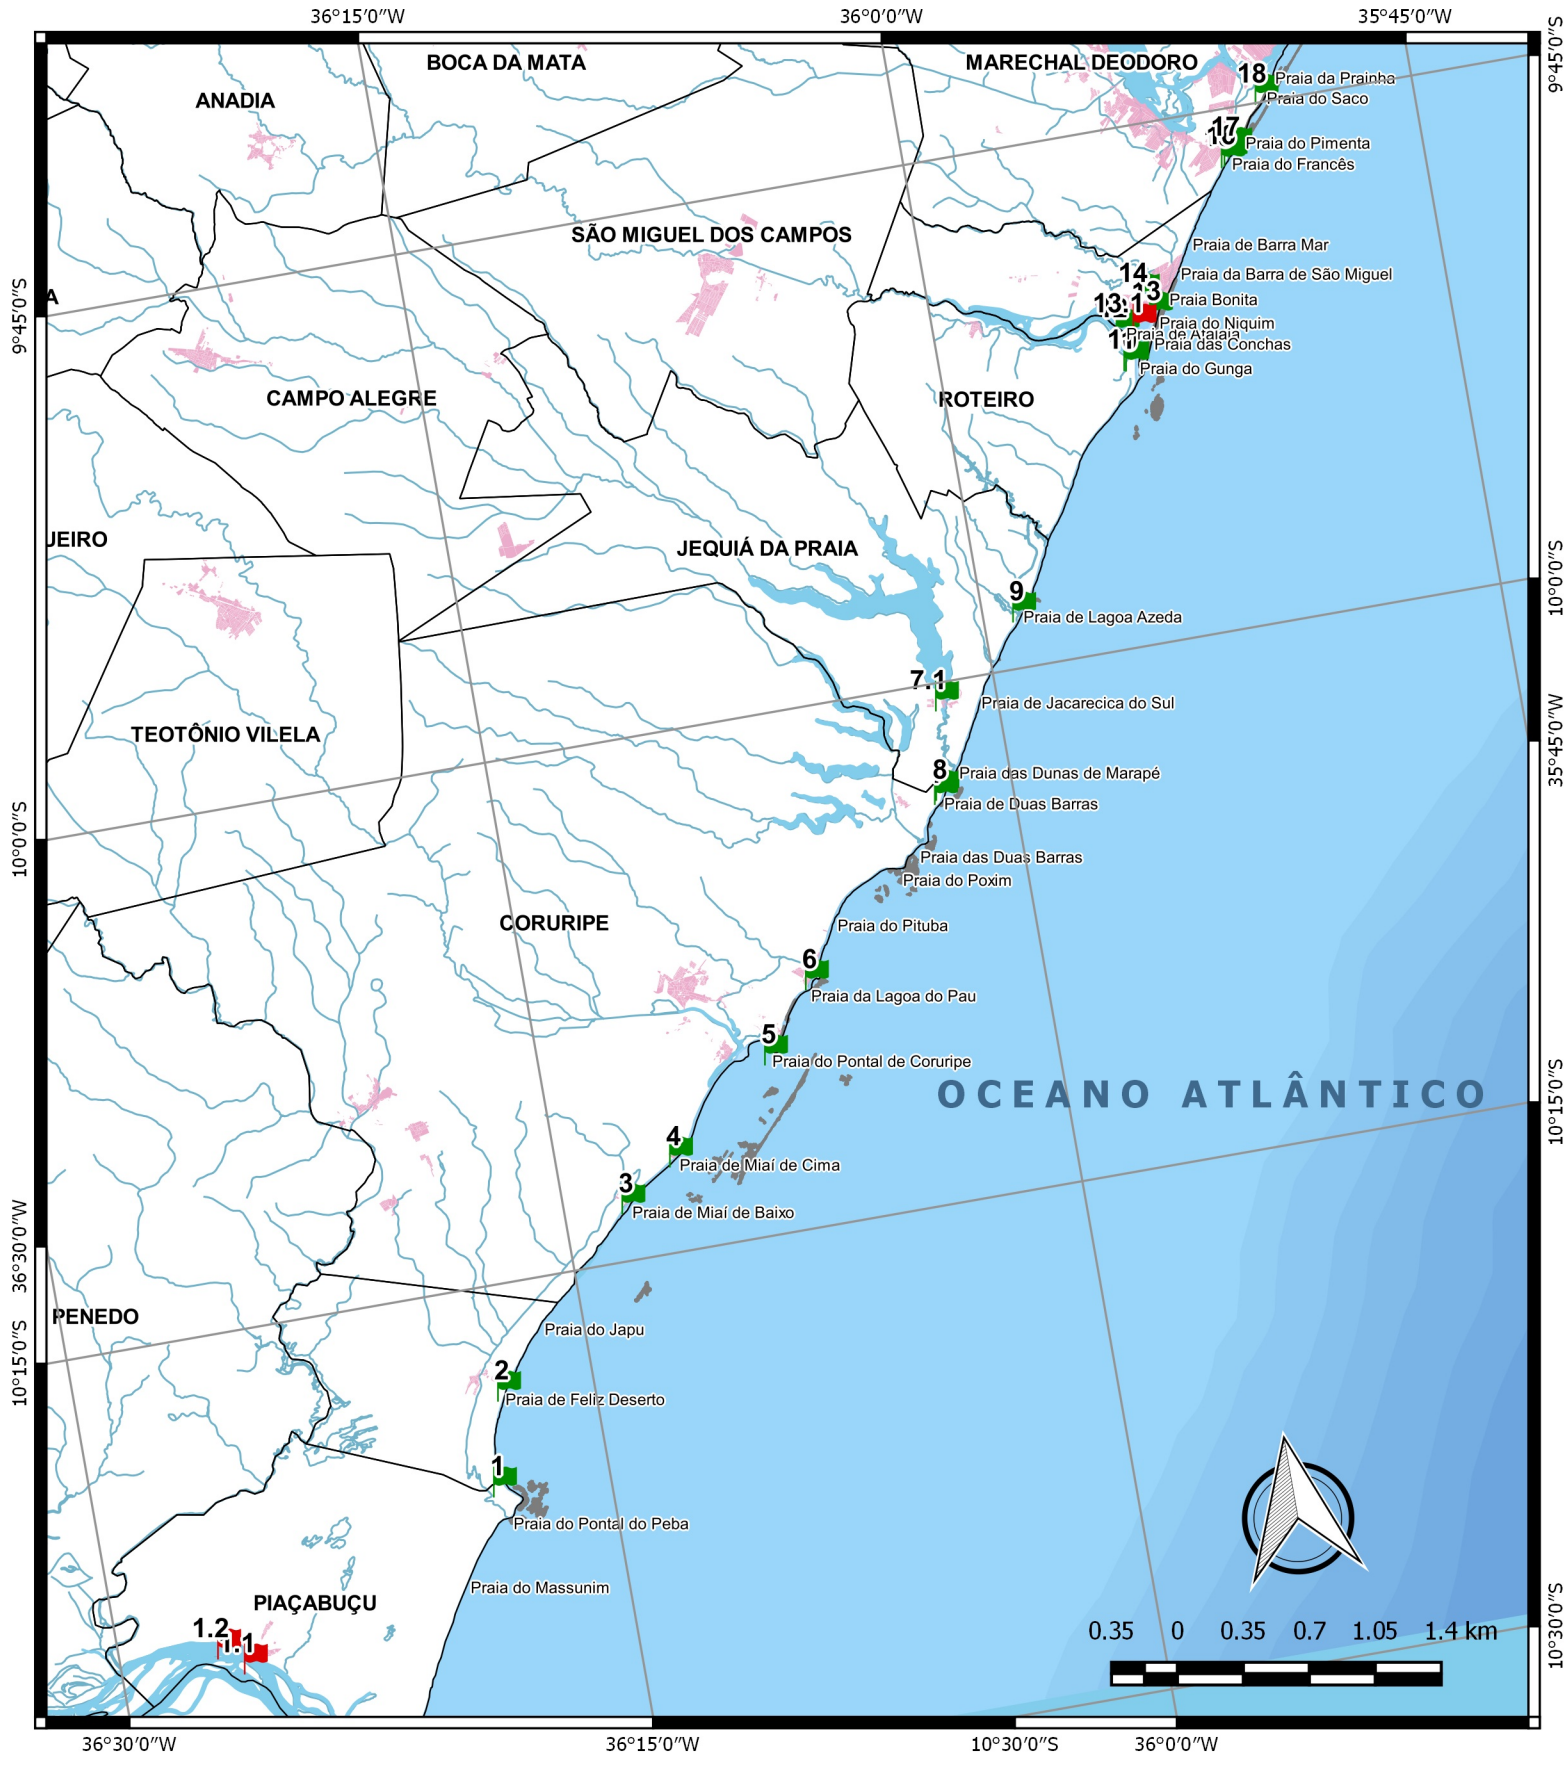 36°15'0"W
36°0'0"W
35°45'0"W
9°45'0"S
BOCA DA MATA
MARECHAL DEODORO
ANADIA
18
Praia da Prainha
Praia do Saco
17
Praia do Pimenta
Praia do Francês
SÃO MIGUEL DOS CAMPOS
Praia de Barra Mar
14
Praia da Barra de São Miguel
A
13
Praia Bonita
9°45'0"S
Praia do Niquim
Praia de Atalaia
Praia das Conchas
Praia do Gunga
CAMPO ALEGRE
ROTEIRO
JEIRO
JEQUIÁ DA PRAIA
10°0'0"S
9
Praia de Lagoa Azeda
7.1
Praia de Jacarecica do Sul
TEOTÔNIO VILELA
35°45'0"W
8
Praia das Dunas de Marapé
Praia de Duas Barras
10°0'0"S
Praia das Duas Barras
Praia do Poxim
CORURIPE
Praia do Pituba
6
Praia da Lagoa do Pau
5
Praia do Pontal de Coruripe
OCEANO ATLÂNTICO
10°15'0"S
4
Praia de Miaí de Cima
3
Praia de Miaí de Baixo
36°30'0"W
PENEDO
Praia do Japu
10°15'0"S
2
Praia de Feliz Deserto
1
Praia do Pontal do Peba
Praia do Massunim
PIAÇABUÇU
1.2
1.1
10°30'0"S
0.35 0 0.35 0.7 1.05 1.4 km
36°30'0"W
36°15'0"W
10°30'0"S
36°0'0"W